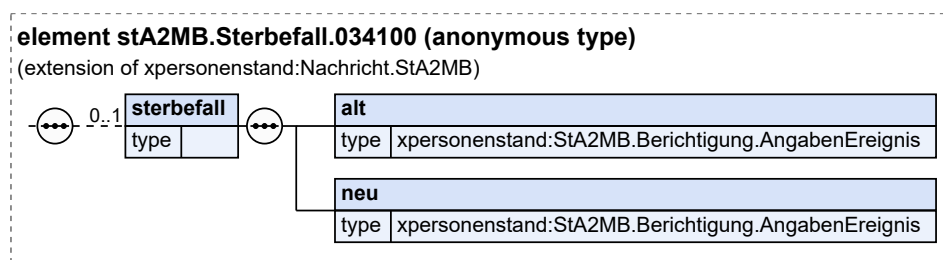 element stA2MB.Sterbefall.034100 (anonymous type)
(extension of xpersonenstand:Nachricht.StA2MB)
0..1
sterbefall
type
alt
type xpersonenstand:StA2MB.Berichtigung.AngabenEreignis
neu
type xpersonenstand:StA2MB.Berichtigung.AngabenEreignis